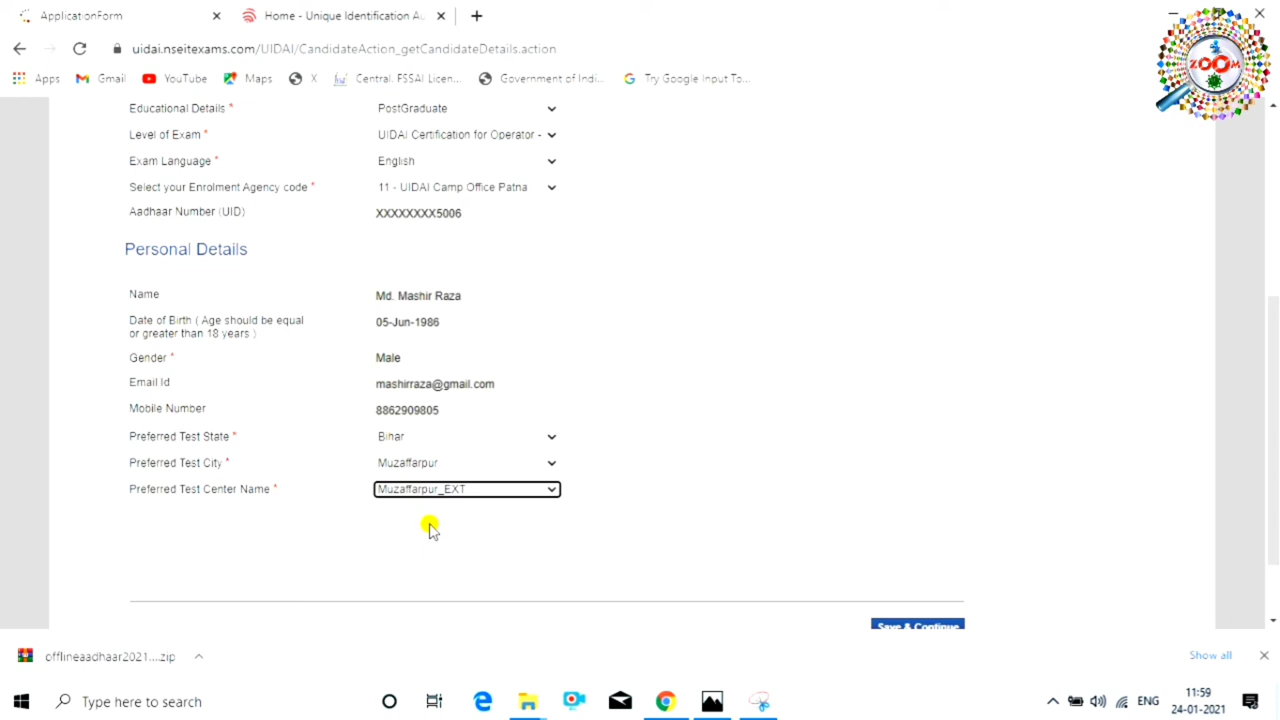 ApplicationForm
Home - Unique Identification Au
uidai.nseitexams.com/UIDAI/CandidateAction_getCandidateDetails.action
Apps Gmail YouTube Maps X Central. FSSAI Licen... Government of Indi... Try Google Input To...
ZOOM
Educational Details * PostGraduate
Level of Exam * UIDAI Certification for Operator -
Exam Language * English
Select your Enrolment Agency code * 11 - UIDAI Camp Office Patna
Aadhaar Number (UID) XXXXXXXX5006
Personal Details
Name Md. Mashir Raza
Date of Birth ( Age should be equal
or greater than 18 years ) 05-Jun-1986
Gender * Male
Email Id mashirraza@gmail.com
Mobile Number 8862909805
Preferred Test State * Bihar
Preferred Test City * Muzaffarpur
Preferred Test Center Name * Muzaffarpur_EXT
Save & Continue
offlineaadhaar2021....zip Show all
Type here to search ENG 11:59
24-01-2021